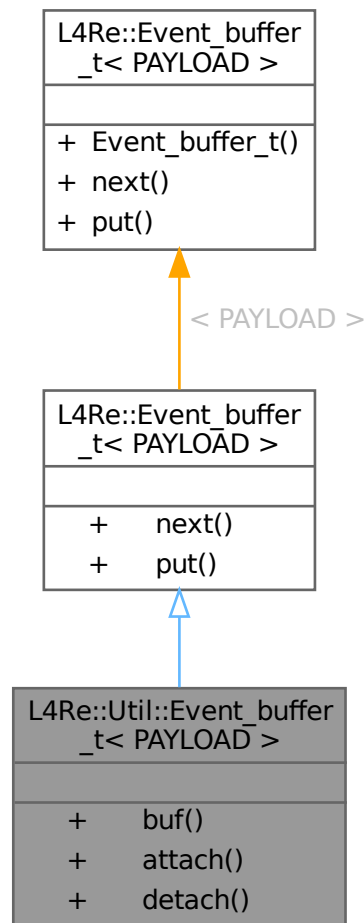 L4Re::Event_buffer
_t< PAYLOAD >
+ Event_buffer_t()
+ next()
+ put()
< PAYLOAD >
L4Re::Event_buffer
_t< PAYLOAD >
+ next()
+ put()
L4Re::Util::Event_buffer
_t< PAYLOAD >
+ buf()
+ attach()
+ detach()